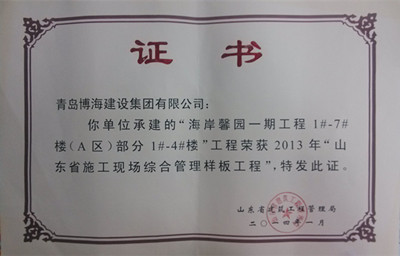 证书
青岛博海建设集团有限公司：
你单位承建的“海岸馨园一期工程 1#-7#
楼（A 区）部分 1#-4#楼”工程荣获 2013 年“山
东省施工现场综合管理样板工程”，特发此证。
山东省建筑工程管理局
二〇一四年一月